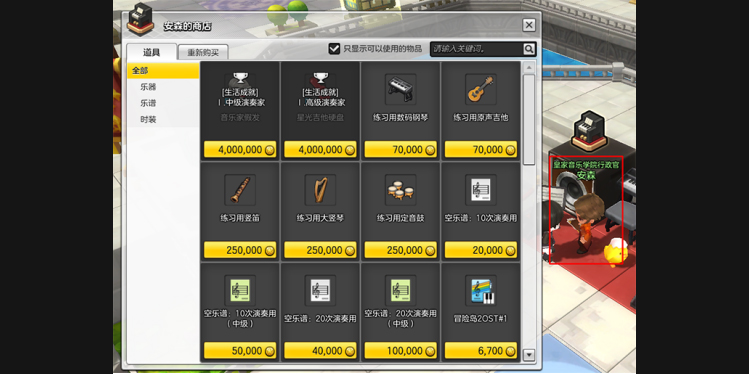 安森的商店
道具
重新购买
只显示可以使用的物品
请输入关键词。
全部
乐器
乐谱
时装
[生活成就]
I .中级演奏家
音乐家假发
4,000,000
[生活成就]
I .高级演奏家
星光吉他硬盘
4,000,000
练习用数码钢琴
70,000
练习用原声吉他
70,000
练习用竖笛
250,000
练习用大竖琴
250,000
练习用定音鼓
250,000
空乐谱：10次演奏用
20,000
空乐谱：10次演奏用
（中级）
50,000
空乐谱：20次演奏用
40,000
空乐谱：20次演奏用
（中级）
100,000
冒险岛2OST#1
6,700
皇家音乐学院行政官
安森